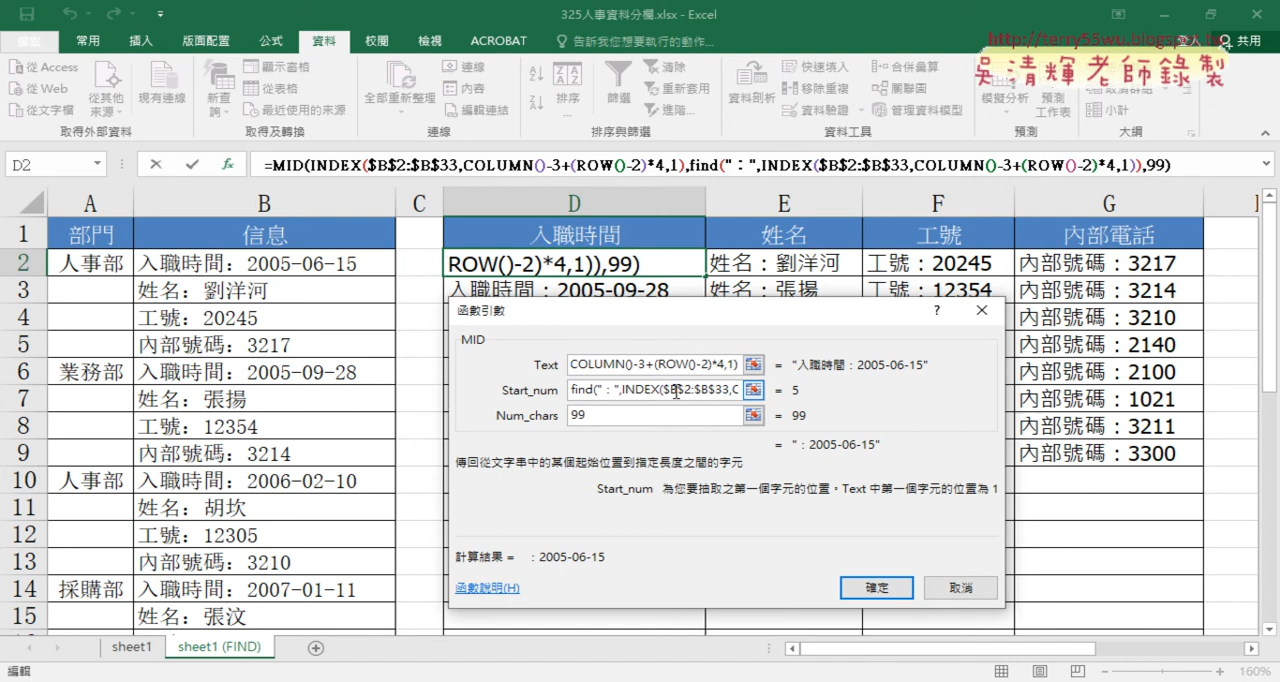 325人事資料分欄.xlsx - Excel
http://terry55wu.blogspot.tw
常用 插入 版面配置 公式 資料 校閱 檢視 ACROBAT 告訴我您想要執行的動作... 登入 共用
吳清輝老師錄製
從 Access
從 Web
從文字檔
從其他來源
現有連線
新查詢
顯示查詢
從表格
最近使用的來源
全部重新整理
連線
內容
編輯連結
排序
篩選
清除
重新套用
進階...
資料剖析
快速填入
移除重複
資料驗證
合併彙算
關聯圖
管理資料模型
模擬分析
預測工作表
取消群組
小計
取得外部資料 取得及轉換 連線 排序與篩選 資料工具 預測 大綱
D2 fx =MID(INDEX($B$2:$B$33,COLUMN()-3+(ROW()-2)*4,1),find("：",INDEX($B$2:$B$33,COLUMN()-3+(ROW()-2)*4,1)),99)
A B C D E F G
1 部門 信息 入職時間 姓名 工號 內部電話
2 人事部 入職時間：2005-06-15 ROW()-2)*4,1)),99) 姓名：劉洋河 工號：20245 內部號碼：3217
3 姓名：劉洋河 入職時間：2005-09-28 姓名：張揚 工號：12354 內部號碼：3214
4 工號：20245 內部號碼：3210
5 內部號碼：3217 內部號碼：2140
6 業務部 入職時間：2005-09-28 內部號碼：2100
7 姓名：張揚 內部號碼：1021
8 工號：12354 內部號碼：3211
9 內部號碼：3214 內部號碼：3300
10 人事部 入職時間：2006-02-10
11 姓名：胡坎
12 工號：12305
13 內部號碼：3210
14 採購部 入職時間：2007-01-11
15 姓名：張汶
函數引數 ?
MID
Text COLUMN()-3+(ROW()-2)*4,1) = "入職時間：2005-06-15"
Start_num find("：",INDEX($B$2:$B$33,C = 5
Num_chars 99 = 99
= "：2005-06-15"
傳回從文字串中的某個起始位置到指定長度之間的字元
Start_num 為您要抽取之第一個字元的位置。Text 中第一個字元的位置為 1
計算結果 = ：2005-06-15
函數說明(H) 確定 取消
sheet1 sheet1 (FIND)
編輯 160%